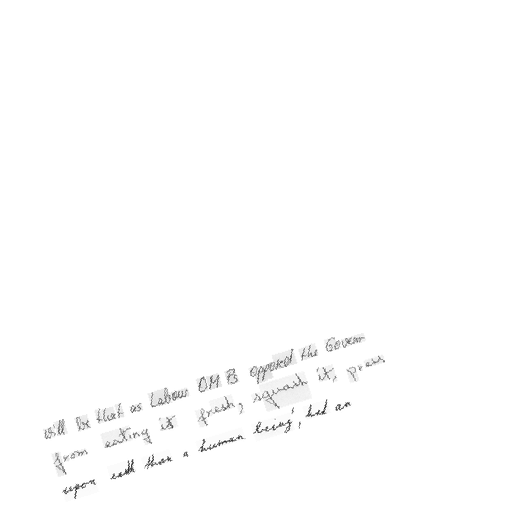 will be that as Labour OM B opposed the Govern
from eating it fresh, squash it, press
upon earth than a human being', had an